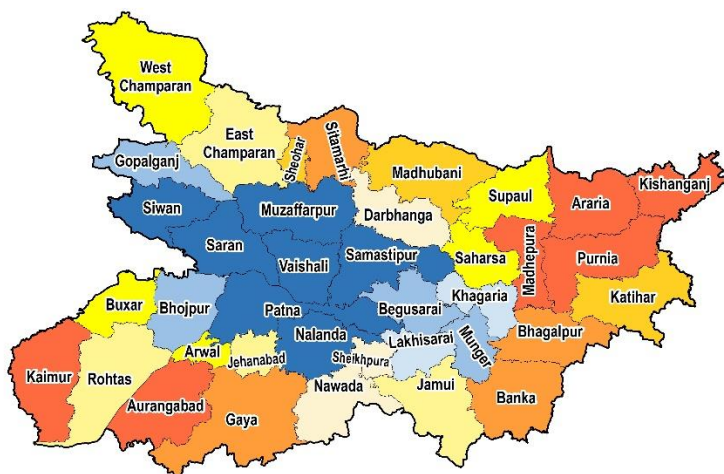 West
Champaran
East
Champaran
Gopalganj
Sheohar
Sitamarhi
Madhubani
Siwan
Muzaffarpur
Darbhanga
Supaul
Araria
Kishanganj
Saran
Vaishali
Samastipur
Saharsa
Madhepura
Purnia
Buxar
Bhojpur
Patna
Begusarai
Khagaria
Katihar
Nalanda
Lakhisarai
Munger
Bhagalpur
Arwal
Jehanabad
Sheikhpura
Kaimur
Rohtas
Aurangabad
Gaya
Nawada
Jamui
Banka